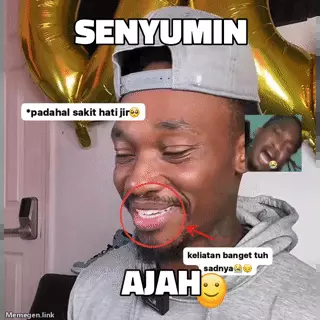 SENYUMIN
*padahal sakit hati jir🥺
keliatan banget tuh
sadnya😭😔
AJAH🙂
Memegen.link